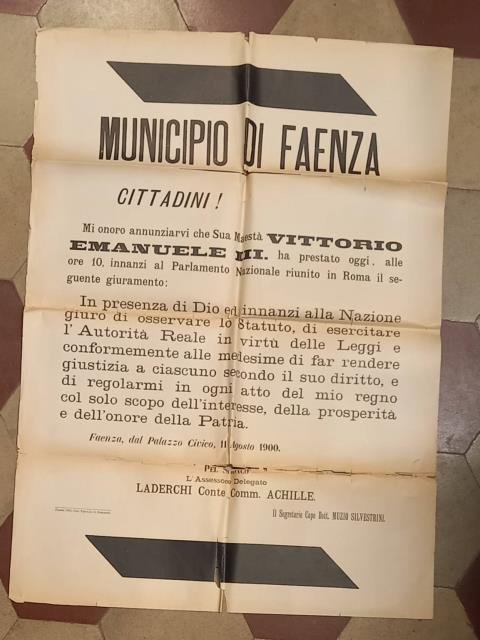 MUNICIPIO DI FAENZA
CITTADINI !
Mi onoro annunziarvi che Sua Maestà VITTORIO
EMANUELE III. ha prestato oggi, alle
ore 10, innanzi al Parlamento Nazionale riunito in Roma il se-
guente giuramento:
In presenza di Dio ed innanzi alla Nazione
giuro di osservare lo Statuto, di esercitare
l'Autorità Reale in virtù delle Leggi e
conformemente alle medesime di far rendere
giustizia a ciascuno secondo il suo diritto, e
di regolarmi in ogni atto del mio regno
col solo scopo dell'interesse, della prosperità
e dell'onore della Patria.
Faenza, dal Palazzo Civico, 11 Agosto 1900.
Pel Sindaco
L'Assessore Delegato
LADERCHI Conte Comm. ACHILLE.
Il Segretario Capo Dott. MUZIO SILVESTRINI.